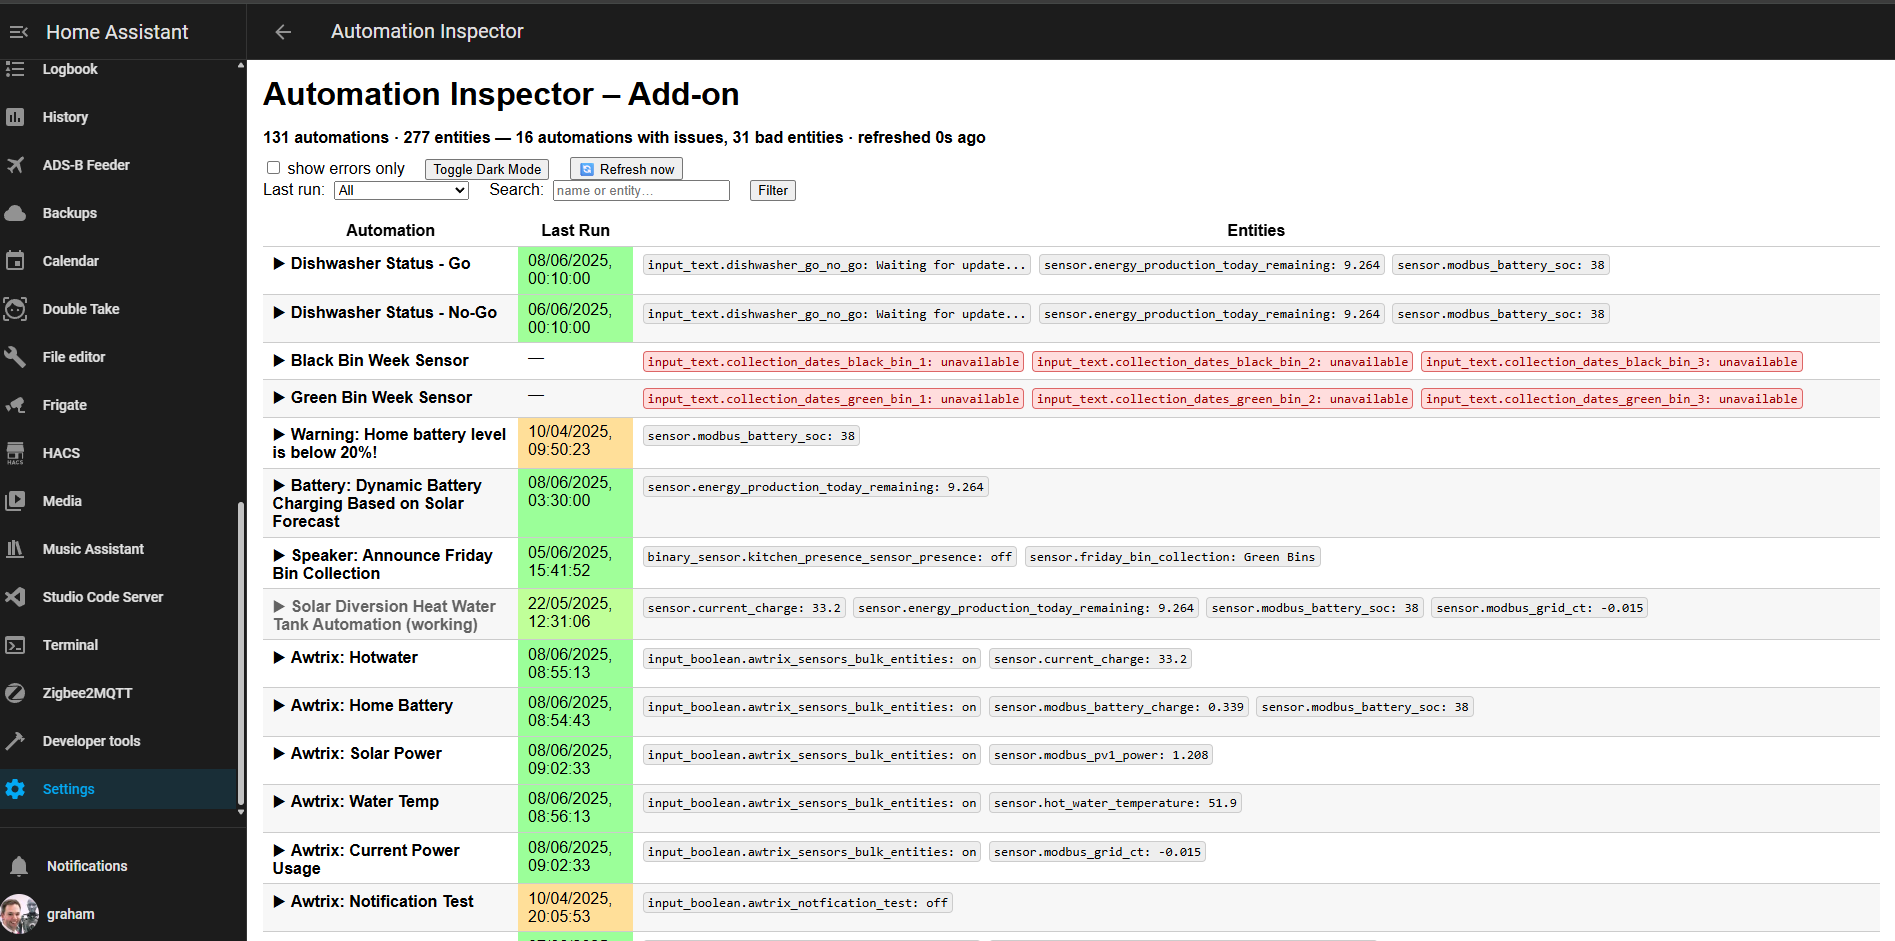 Home Assistant
Logbook
History
ADS-B Feeder
Backups
Calendar
Double Take
File editor
Frigate
HACS
HACS
Media
Music Assistant
Studio Code Server
Terminal
Zigbee2MQTT
Developer tools
Settings
Notifications
graham
Automation Inspector
Automation Inspector – Add-on
131 automations · 277 entities — 16 automations with issues, 31 bad entities · refreshed 0s ago
show errors only Toggle Dark Mode Refresh now
Last run: All Search: name or entity... Filter
Automation Last Run Entities
▶ Dishwasher Status - Go
08/06/2025,
00:10:00
input_text.dishwasher_go_no_go: Waiting for update... sensor.energy_production_today_remaining: 9.264 sensor.modbus_battery_soc: 38
▶ Dishwasher Status - No-Go
06/06/2025,
00:10:00
input_text.dishwasher_go_no_go: Waiting for update... sensor.energy_production_today_remaining: 9.264 sensor.modbus_battery_soc: 38
▶ Black Bin Week Sensor
—
input_text.collection_dates_black_bin_1: unavailable input_text.collection_dates_black_bin_2: unavailable input_text.collection_dates_black_bin_3: unavailable
▶ Green Bin Week Sensor
—
input_text.collection_dates_green_bin_1: unavailable input_text.collection_dates_green_bin_2: unavailable input_text.collection_dates_green_bin_3: unavailable
▶ Warning: Home battery level
is below 20%!
10/04/2025,
09:50:23
sensor.modbus_battery_soc: 38
▶ Battery: Dynamic Battery
Charging Based on Solar
Forecast
08/06/2025,
03:30:00
sensor.energy_production_today_remaining: 9.264
▶ Speaker: Announce Friday
Bin Collection
05/06/2025,
15:41:52
binary_sensor.kitchen_presence_sensor_presence: off sensor.friday_bin_collection: Green Bins
▶ Solar Diversion Heat Water
Tank Automation (working)
22/05/2025,
12:31:06
sensor.current_charge: 33.2 sensor.energy_production_today_remaining: 9.264 sensor.modbus_battery_soc: 38 sensor.modbus_grid_ct: -0.015
▶ Awtrix: Hotwater
08/06/2025,
08:55:13
input_boolean.awtrix_sensors_bulk_entities: on sensor.current_charge: 33.2
▶ Awtrix: Home Battery
08/06/2025,
08:54:43
input_boolean.awtrix_sensors_bulk_entities: on sensor.modbus_battery_charge: 0.339 sensor.modbus_battery_soc: 38
▶ Awtrix: Solar Power
08/06/2025,
09:02:33
input_boolean.awtrix_sensors_bulk_entities: on sensor.modbus_pv1_power: 1.208
▶ Awtrix: Water Temp
08/06/2025,
08:56:13
input_boolean.awtrix_sensors_bulk_entities: on sensor.hot_water_temperature: 51.9
▶ Awtrix: Current Power
Usage
08/06/2025,
09:02:33
input_boolean.awtrix_sensors_bulk_entities: on sensor.modbus_grid_ct: -0.015
▶ Awtrix: Notification Test
10/04/2025,
20:05:53
input_boolean.awtrix_notfication_test: off